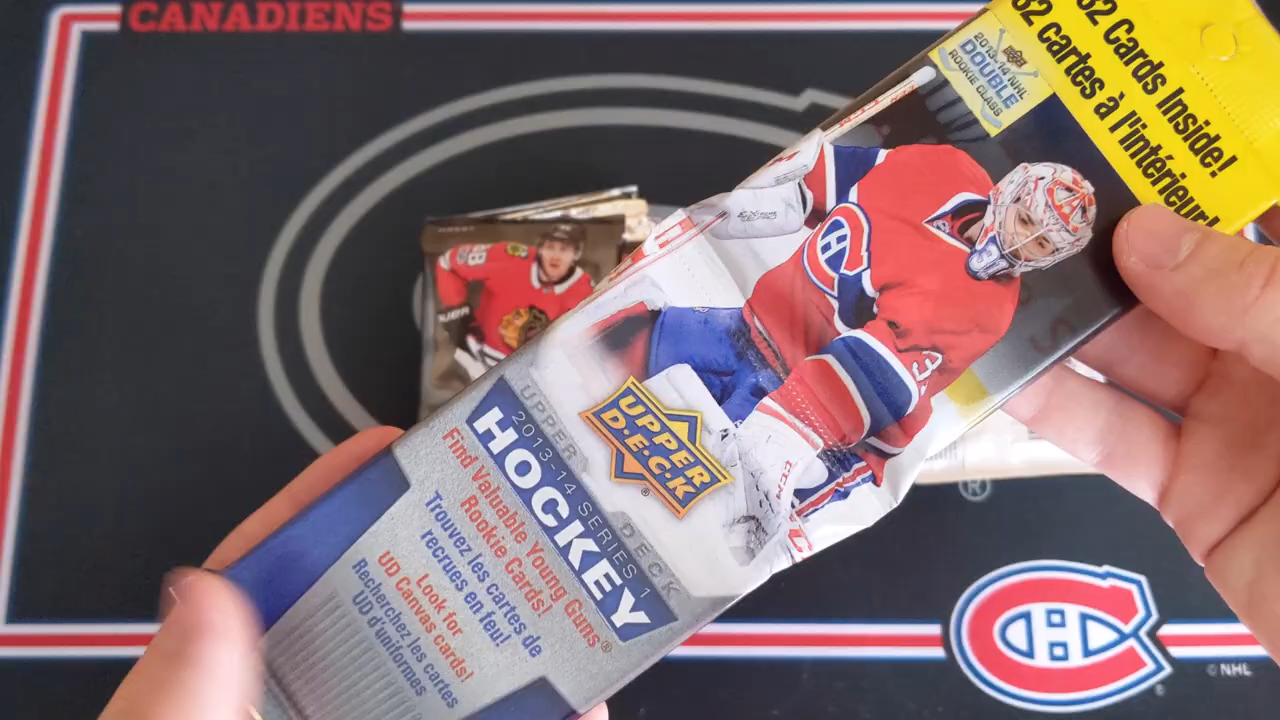 CANADIENS
32 Cards Inside!
32 cartes à l'intérieur!
2013-14 NHL
DOUBLE
ROOKIE CLASS
UPPER
D.E.C.K
®
UPPER DECK
2013-14 SERIES 1
HOCKEY
Find Valuable Young Guns®
Rookie Cards!
Trouvez les cartes de
recrues en feu!
Look for
UD Canvas cards!
Recherchez les cartes
UD d'uniformes
CCM
®
© NHL